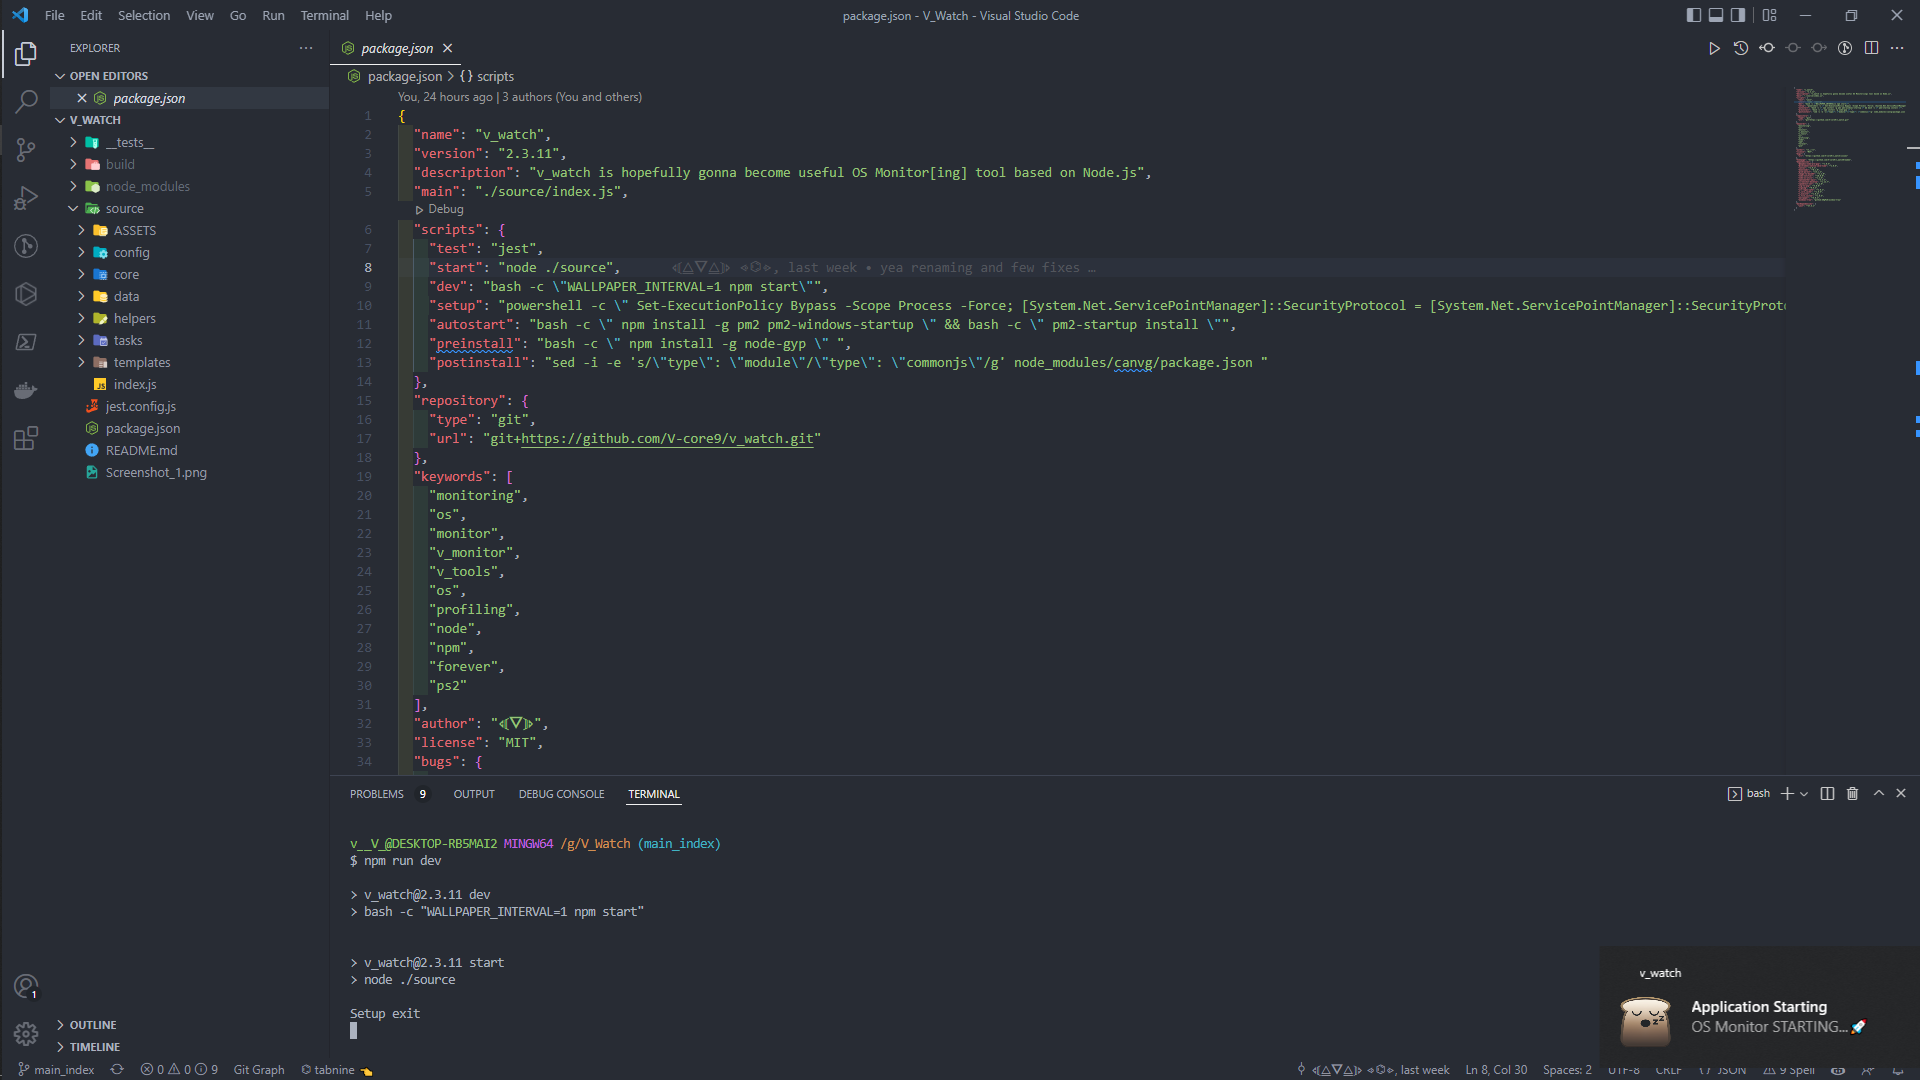 File Edit Selection View Go Run Terminal Help
package.json - V_Watch - Visual Studio Code
EXPLORER
OPEN EDITORS
package.json
V_WATCH
__tests__
build
node_modules
source
ASSETS
config
core
data
helpers
tasks
templates
index.js
jest.config.js
package.json
README.md
Screenshot_1.png
OUTLINE
TIMELINE
package.json
package.json > {} scripts
You, 24 hours ago | 3 authors (You and others)
1 {
2 "name": "v_watch",
3 "version": "2.3.11",
4 "description": "v_watch is hopefully gonna become useful OS Monitor[ing] tool based on Node.js",
5 "main": "./source/index.js",
Debug
6 "scripts": {
7 "test": "jest",
8 "start": "node ./source", last week • yea renaming and few fixes …
9 "dev": "bash -c \"WALLPAPER_INTERVAL=1 npm start\"",
10 "setup": "powershell -c \" Set-ExecutionPolicy Bypass -Scope Process -Force; [System.Net.ServicePointManager]::SecurityProtocol = [System.Net.ServicePointManager]::SecurityProto
11 "autostart": "bash -c \" npm install -g pm2 pm2-windows-startup \" && bash -c \" pm2-startup install \"",
12 "preinstall": "bash -c \" npm install -g node-gyp \" ",
13 "postinstall": "sed -i -e 's/\"type\": \"module\"/\"type\": \"commonjs\"/g' node_modules/canvg/package.json "
14 },
15 "repository": {
16 "type": "git",
17 "url": "git+https://github.com/V-core9/v_watch.git"
18 },
19 "keywords": [
20 "monitoring",
21 "os",
22 "monitor",
23 "v_monitor",
24 "v_tools",
25 "os",
26 "profiling",
27 "node",
28 "npm",
29 "forever",
30 "ps2"
31 ],
32 "author": "⫷[▽]⫸",
33 "license": "MIT",
34 "bugs": {
PROBLEMS 9 OUTPUT DEBUG CONSOLE TERMINAL
bash
v__V_@DESKTOP-RB5MAI2 MINGW64 /g/V_Watch (main_index)
$ npm run dev
> v_watch@2.3.11 dev
> bash -c "WALLPAPER_INTERVAL=1 npm start"
> v_watch@2.3.11 start
> node ./source
Setup exit
v_watch
Application Starting
OS Monitor STARTING...🚀
1
main_index 0 0 9 Git Graph tabnine
last week Ln 8, Col 30 Spaces: 2 UTF-8 CRLF {} JSON 9 Spell